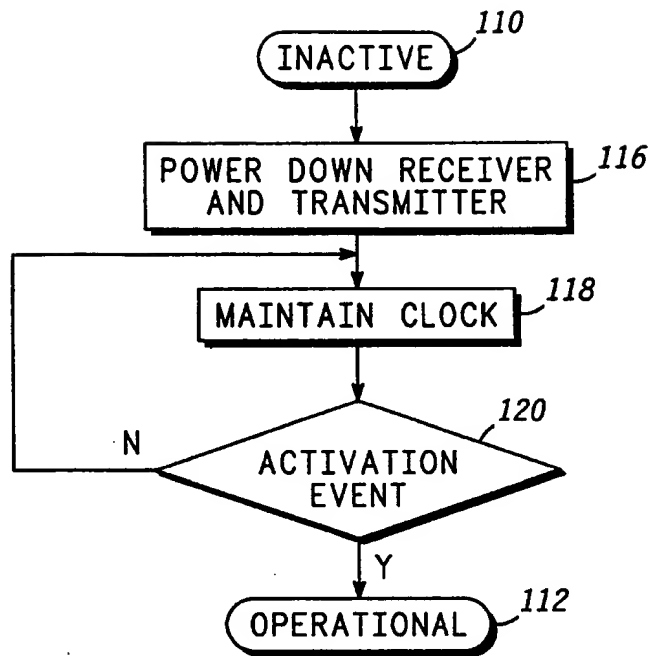 110
INACTIVE
POWER DOWN RECEIVER
AND TRANSMITTER
116
118
MAINTAIN CLOCK
120
N
ACTIVATION
EVENT
Y
OPERATIONAL
112